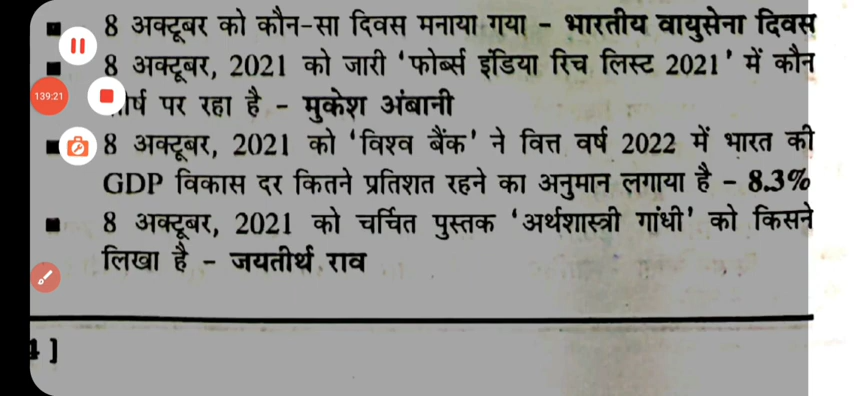 8 अक्टूबर को कौन-सा दिवस मनाया गया - भारतीय वायुसेना दिवस
8 अक्टूबर, 2021 को जारी 'फोर्ब्स इंडिया रिच लिस्ट 2021' में कौन
पर रहा है - मुकेश अंबानी
139:21
8 अक्टूबर, 2021 को 'विश्व बैंक' ने वित्त वर्ष 2022 में भारत की
GDP विकास दर कितने प्रतिशत रहने का अनुमान लगाया है - 8.3%
8 अक्टूबर, 2021 को चर्चित पुस्तक 'अर्थशास्त्री गांधी' को किसने
लिखा है - जयतीर्थ राव
4 ]